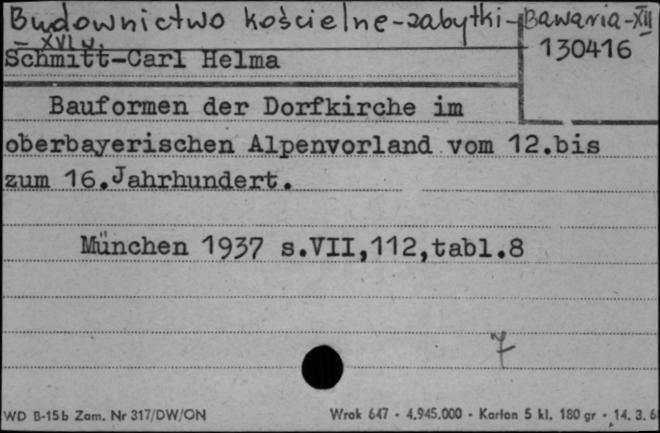 Budownictwo kościelne-zabytki-Bawaria-XII
- XVI w.
130416
Schmitt-Carl Helma
Bauformen der Dorfkirche im
oberbayerischen Alpenvorland vom 12.bis
zum 16.Jahrhundert.
München 1937 s.VII,112,tabl.8
7
WD B-15b Zam. Nr 317/DW/ON
Wrak 647 - 4.945.000 - Karton 5 kl. 180 gr - 14. 3. 6